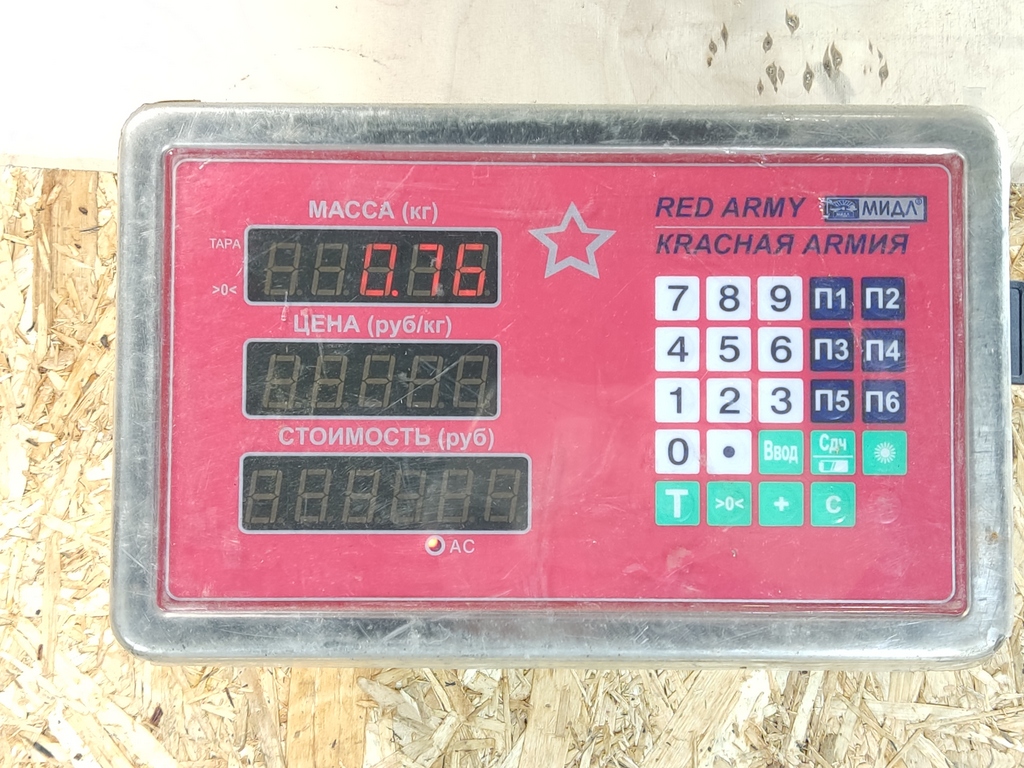 МАССА (кг)
ТАРА
0.76
>0<
ЦЕНА (руб/кг)
СТОИМОСТЬ (руб)
АС
RED ARMY МИДЛ®
КRАСНАЯ АRМИЯ
7 8 9 П1 П2
4 5 6 П3 П4
1 2 3 П5 П6
0 • Ввод Сдч
T >0< + C